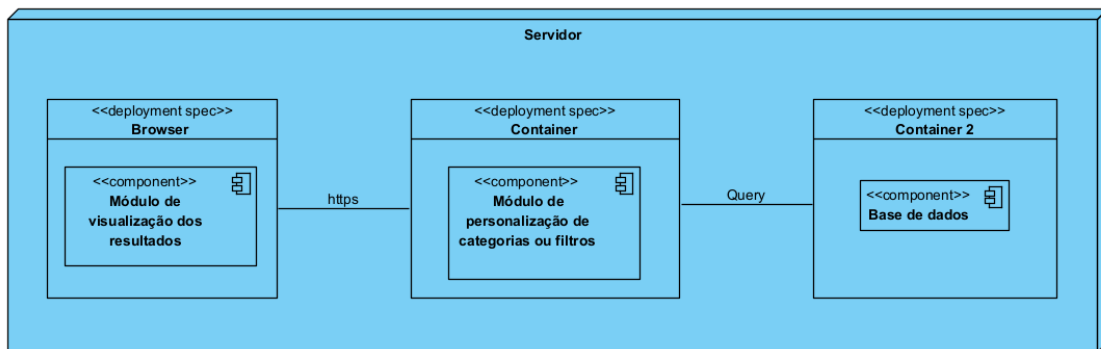 Servidor
<<deployment spec>>
Browser
<<component>>
Módulo de
visualização dos
resultados
https
<<deployment spec>>
Container
<<component>>
Módulo de
personalização de
categorias ou filtros
Query
<<deployment spec>>
Container 2
<<component>>
Base de dados